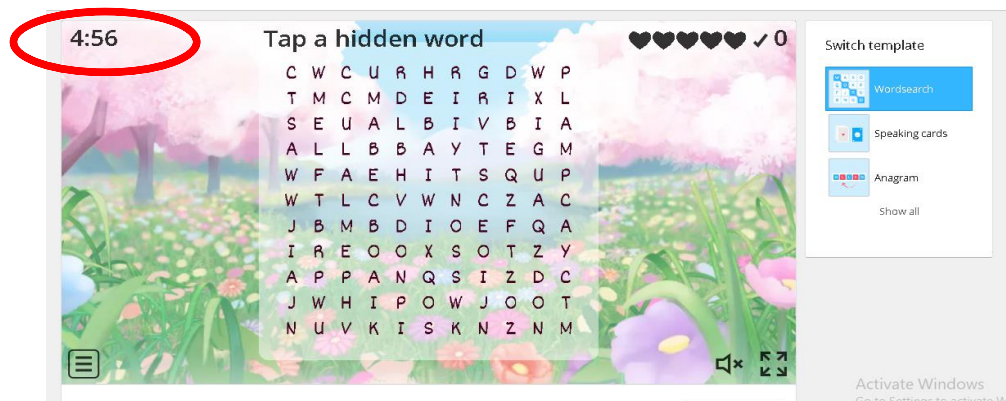 4:56 Tap a hidden word ✓ 0
C W C U R H R G D W P
T M C M D E I R I X L
S E U A L B I V B I A
A L L B B A Y T E G M
W F A E H I T S Q U P
W T L C V W N C Z A C
J B M B D I O E F Q A
I R E O O X S O T Z Y
A P P A N Q S I Z D C
J W H I P O W J O O T
N U V K I S K N Z N M
Switch template
Wordsearch
Speaking cards
Anagram
Show all
Activate Windows